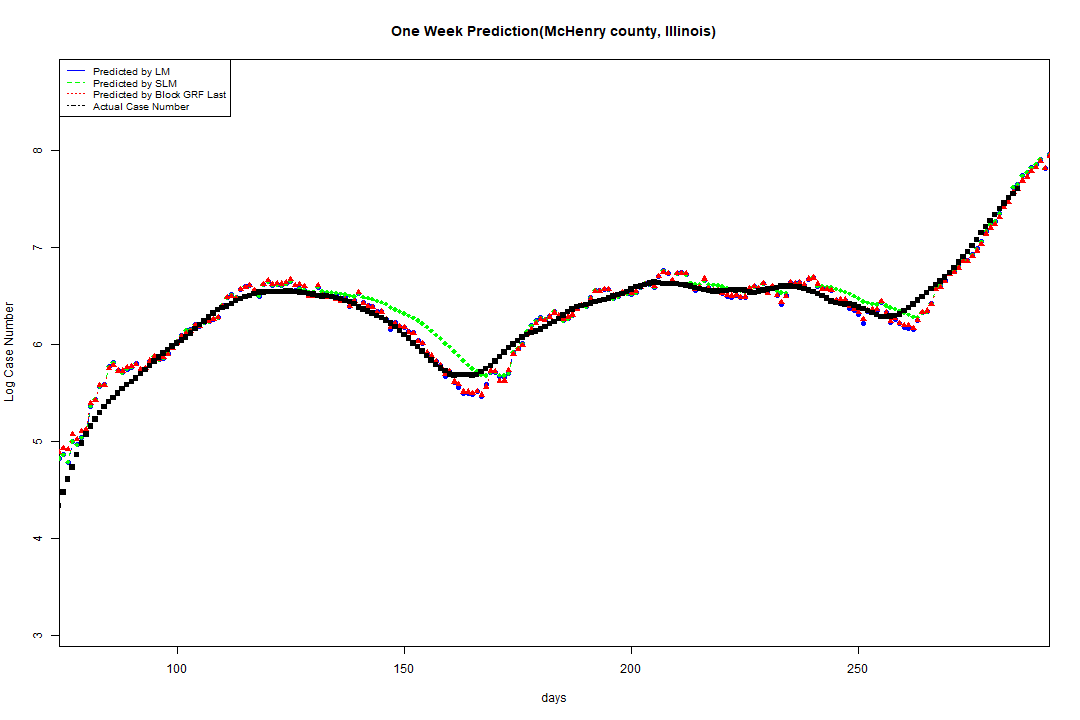 One Week Prediction(McHenry county, Illinois)
Predicted by LM
Predicted by SLM
Predicted by Block GRF Last
Actual Case Number
8
7
6
5
4
3
Log Case Number
100 150 200 250
days